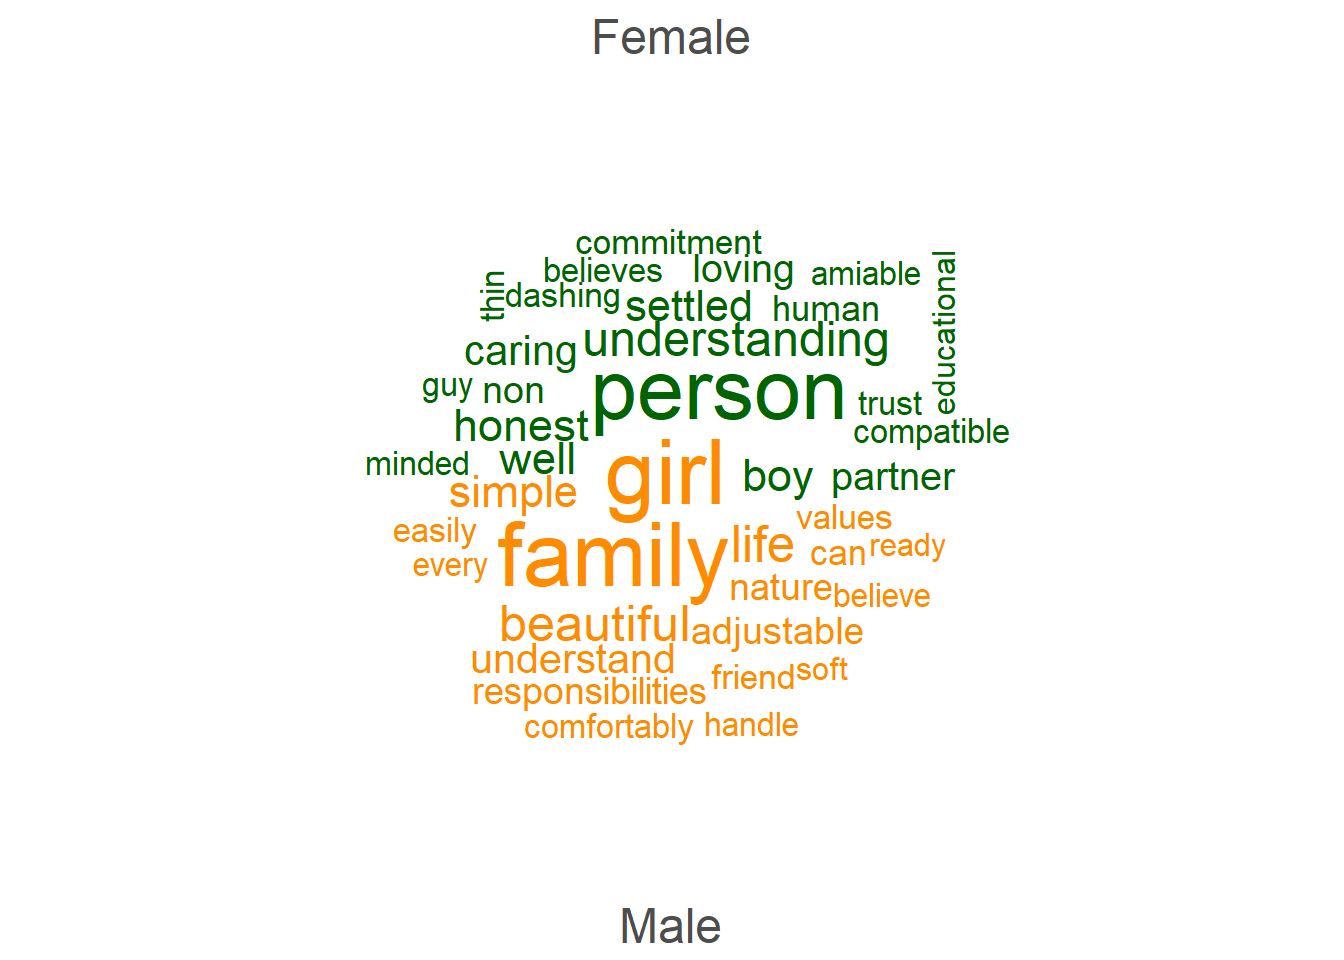 Female
commitment
believes loving amiable
thin dashing settled human educational
caring understanding
guy non person trust
honest compatible
minded well girl boy partner
simple
easily values
every family life can ready
nature believe
beautiful adjustable
understand
responsibilities friend soft
comfortably handle
Male